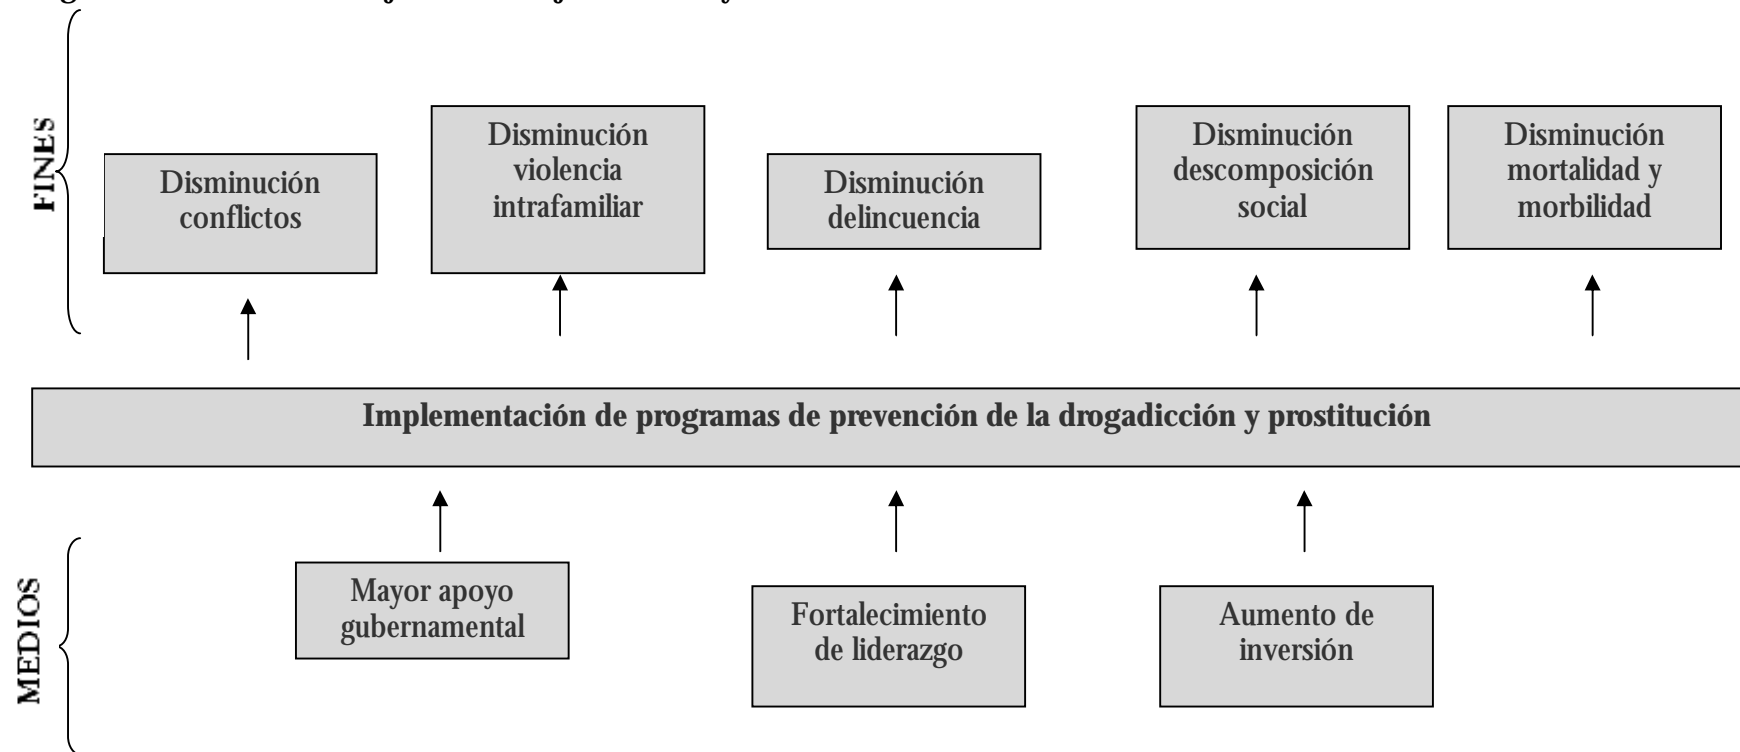 FINES
Disminución
conflictos
Disminución
violencia
intrafamiliar
Disminución
delincuencia
Disminución
descomposición
social
Disminución
mortalidad y
morbilidad
Implementación de programas de prevención de la drogadicción y prostitución
MEDIOS
Mayor apoyo
gubernamental
Fortalecimiento
de liderazgo
Aumento de
inversión